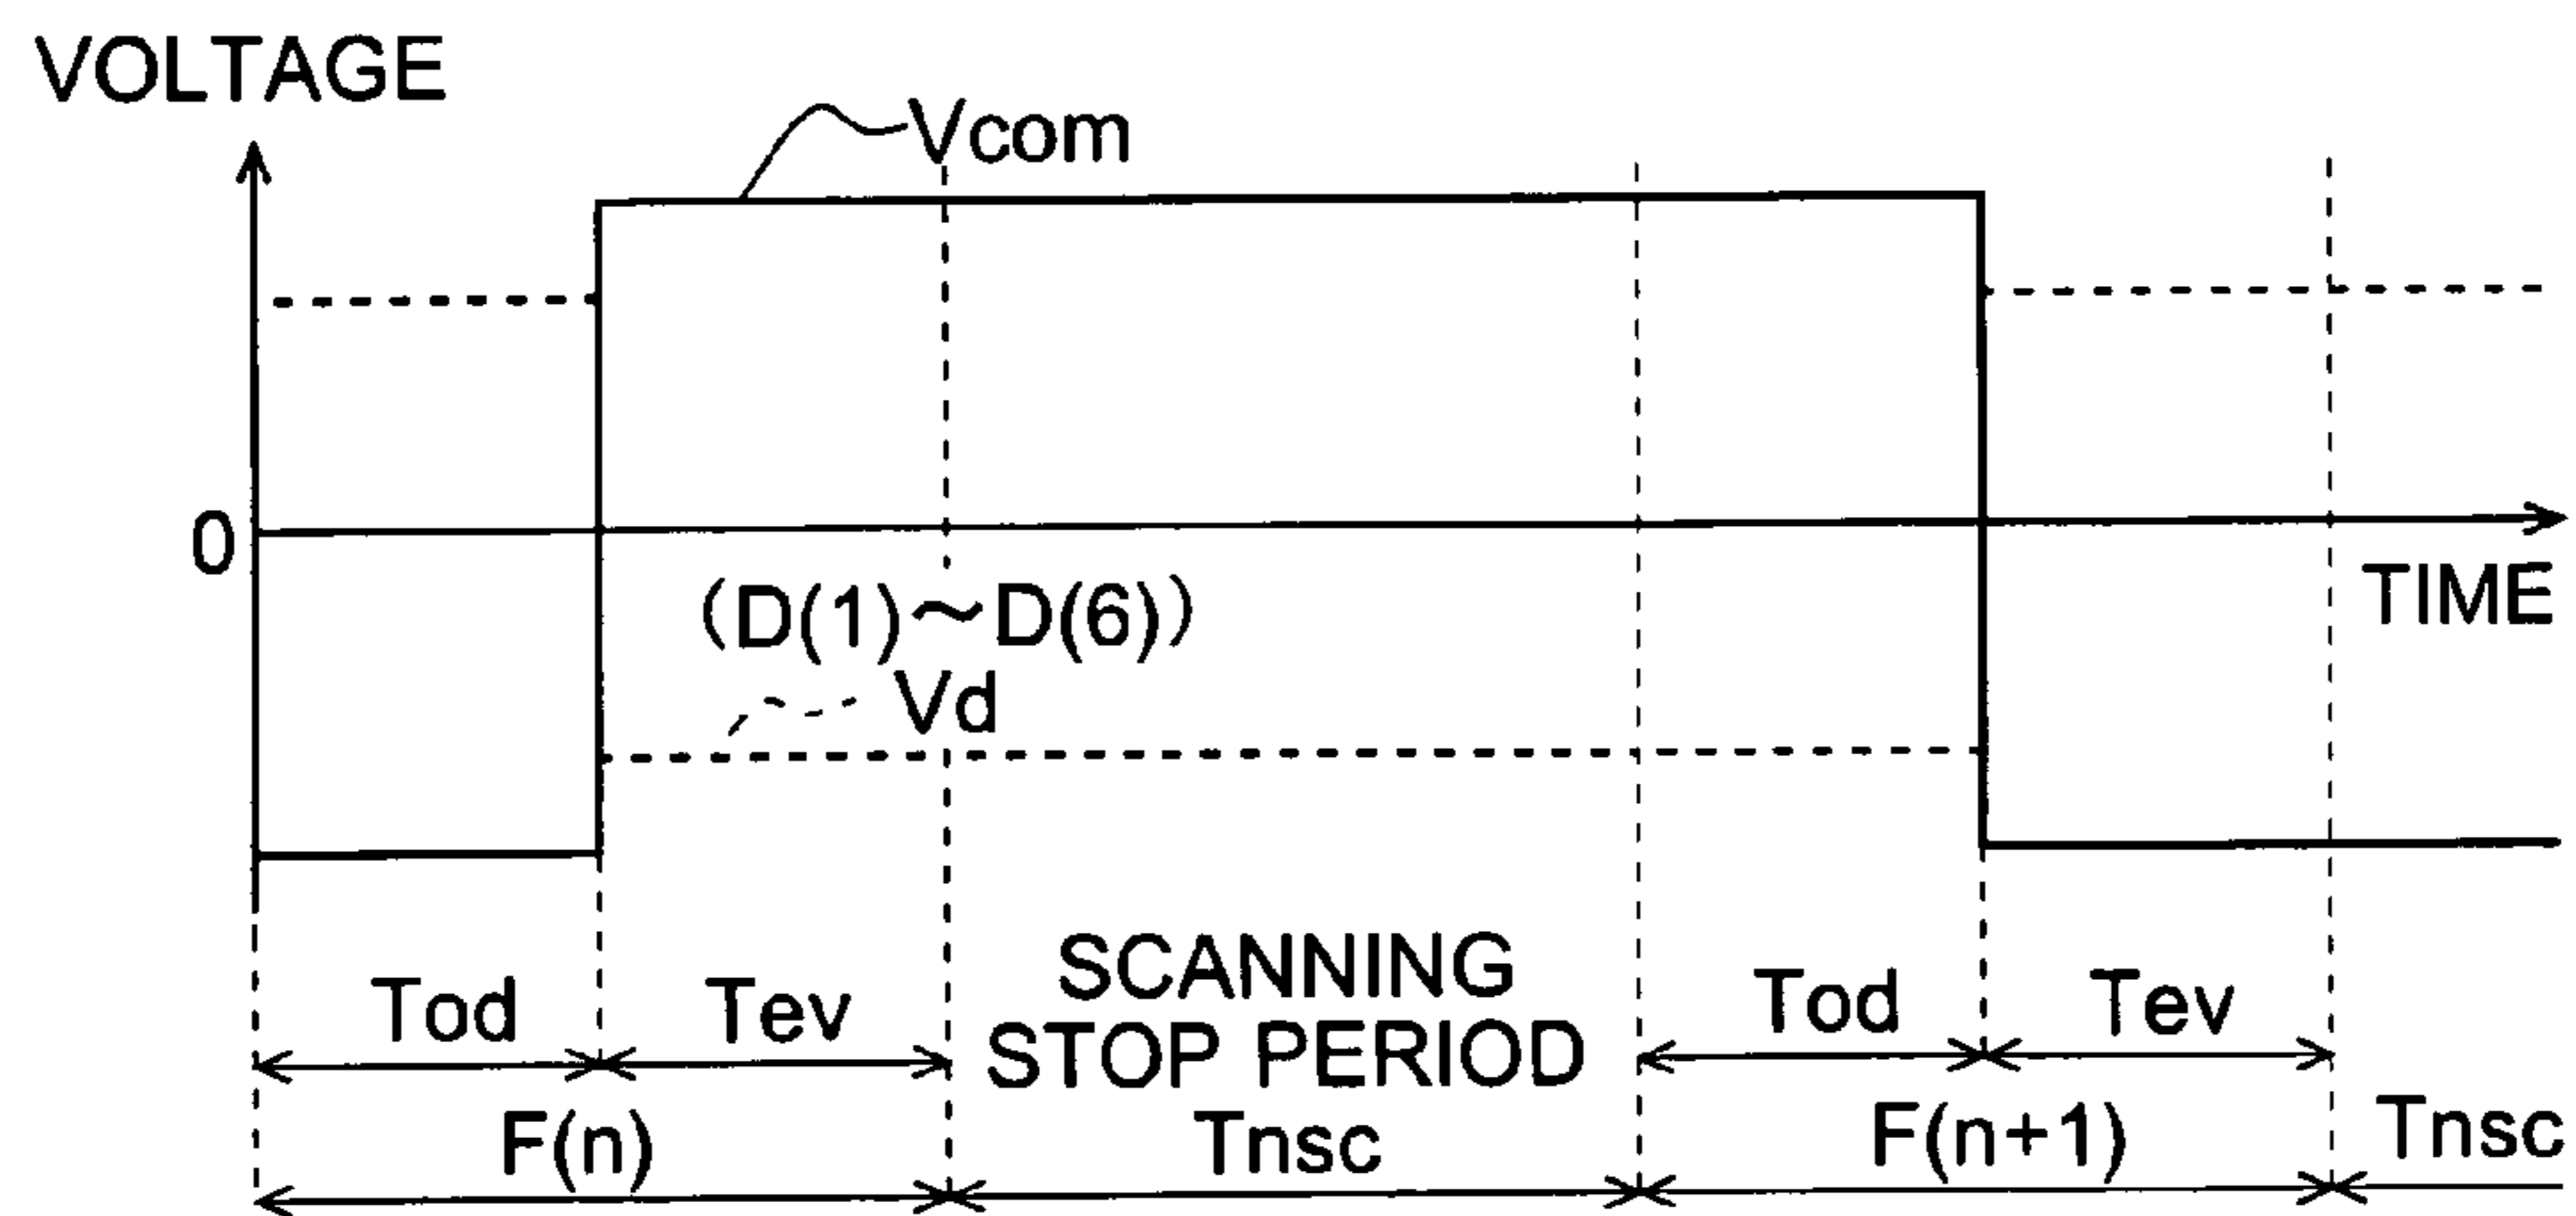 VOLTAGE
Vcom
0
TIME
(D(1)~D(6))
Vd
SCANNING
STOP PERIOD
Tod
Tev
Tod
Tev
F(n)
Tnsc
F(n+1)
Tnsc